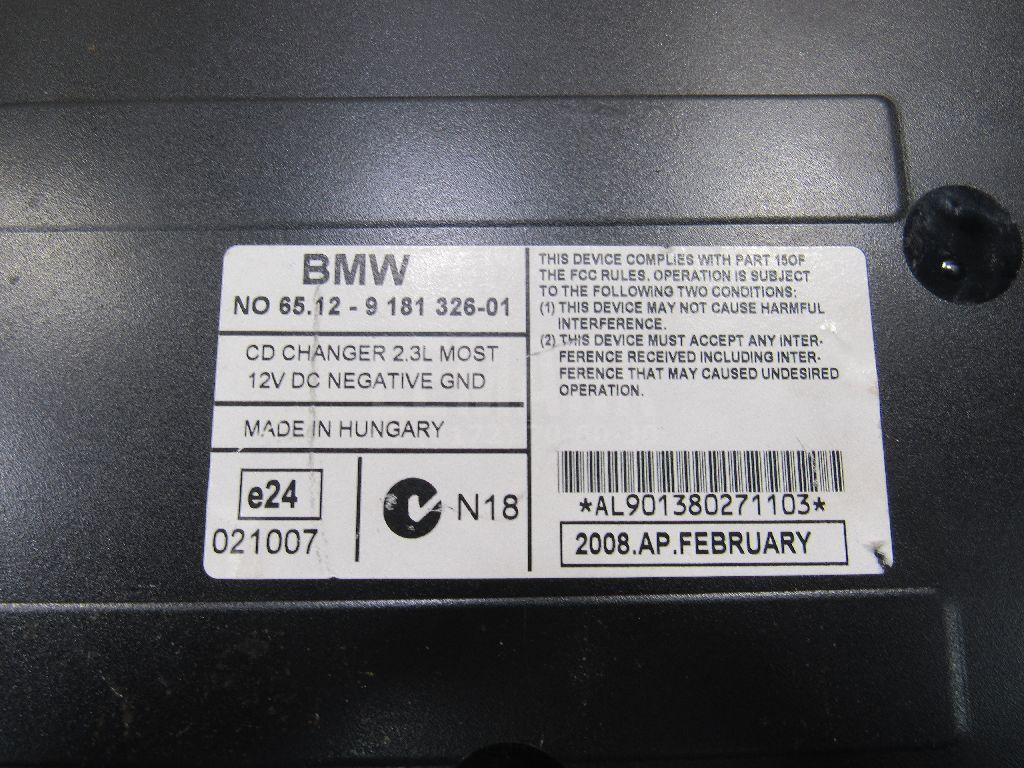 BMW
NO 65.12 - 9 181 326-01
CD CHANGER 2.3L MOST
12V DC NEGATIVE GND
MADE IN HUNGARY
e24
021007
N18
THIS DEVICE COMPLIES WITH PART 15OF
THE FCC RULES. OPERATION IS SUBJECT
TO THE FOLLOWING TWO CONDITIONS:
(1) THIS DEVICE MAY NOT CAUSE HARMFUL
INTERFERENCE.
(2) THIS DEVICE MUST ACCEPT ANY INTER-
FERENCE RECEIVED INCLUDING INTER-
FERENCE THAT MAY CAUSED UNDESIRED
OPERATION.
*AL901380271103*
2008.AP.FEBRUARY